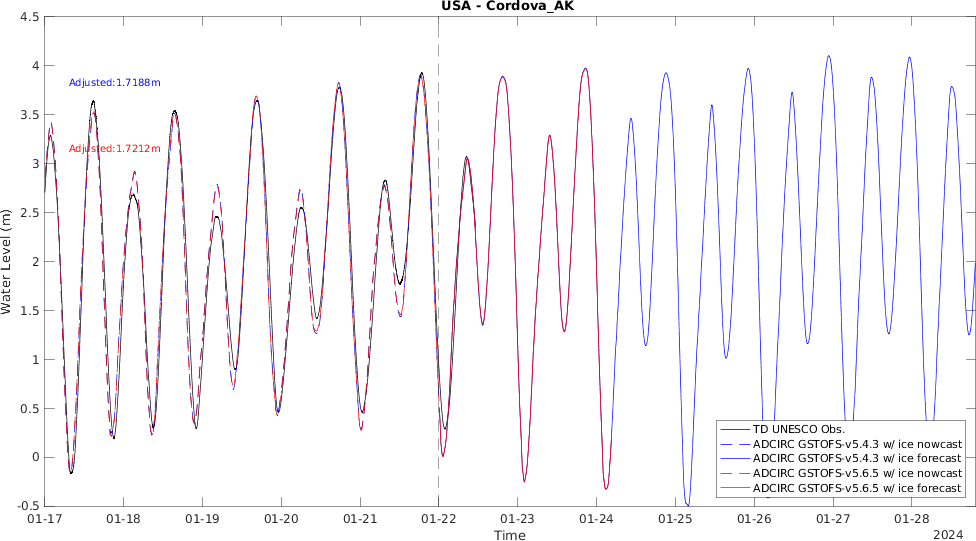 USA - Cordova_AK
4.5
4
3.5
3
2.5
2
1.5
1
0.5
0
-0.5
Water Level (m)
Adjusted:1.7188m
Adjusted:1.7212m
TD UNESCO Obs.
ADCIRC GSTOFS-v5.4.3 w/ ice nowcast
ADCIRC GSTOFS-v5.4.3 w/ ice forecast
ADCIRC GSTOFS-v5.6.5 w/ ice nowcast
ADCIRC GSTOFS-v5.6.5 w/ ice forecast
01-17 01-18 01-19 01-20 01-21 01-22 01-23 01-24 01-25 01-26 01-27 01-28
Time
2024